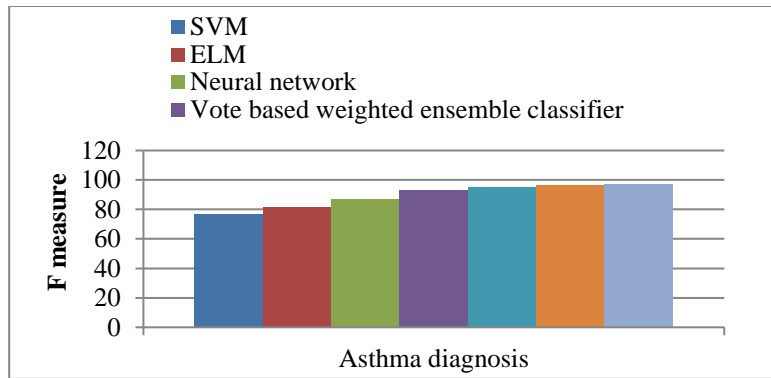 SVM
ELM
Neural network
Vote based weighted ensemble classifier
120
100
80
60
40
20
0
F measure
Asthma diagnosis